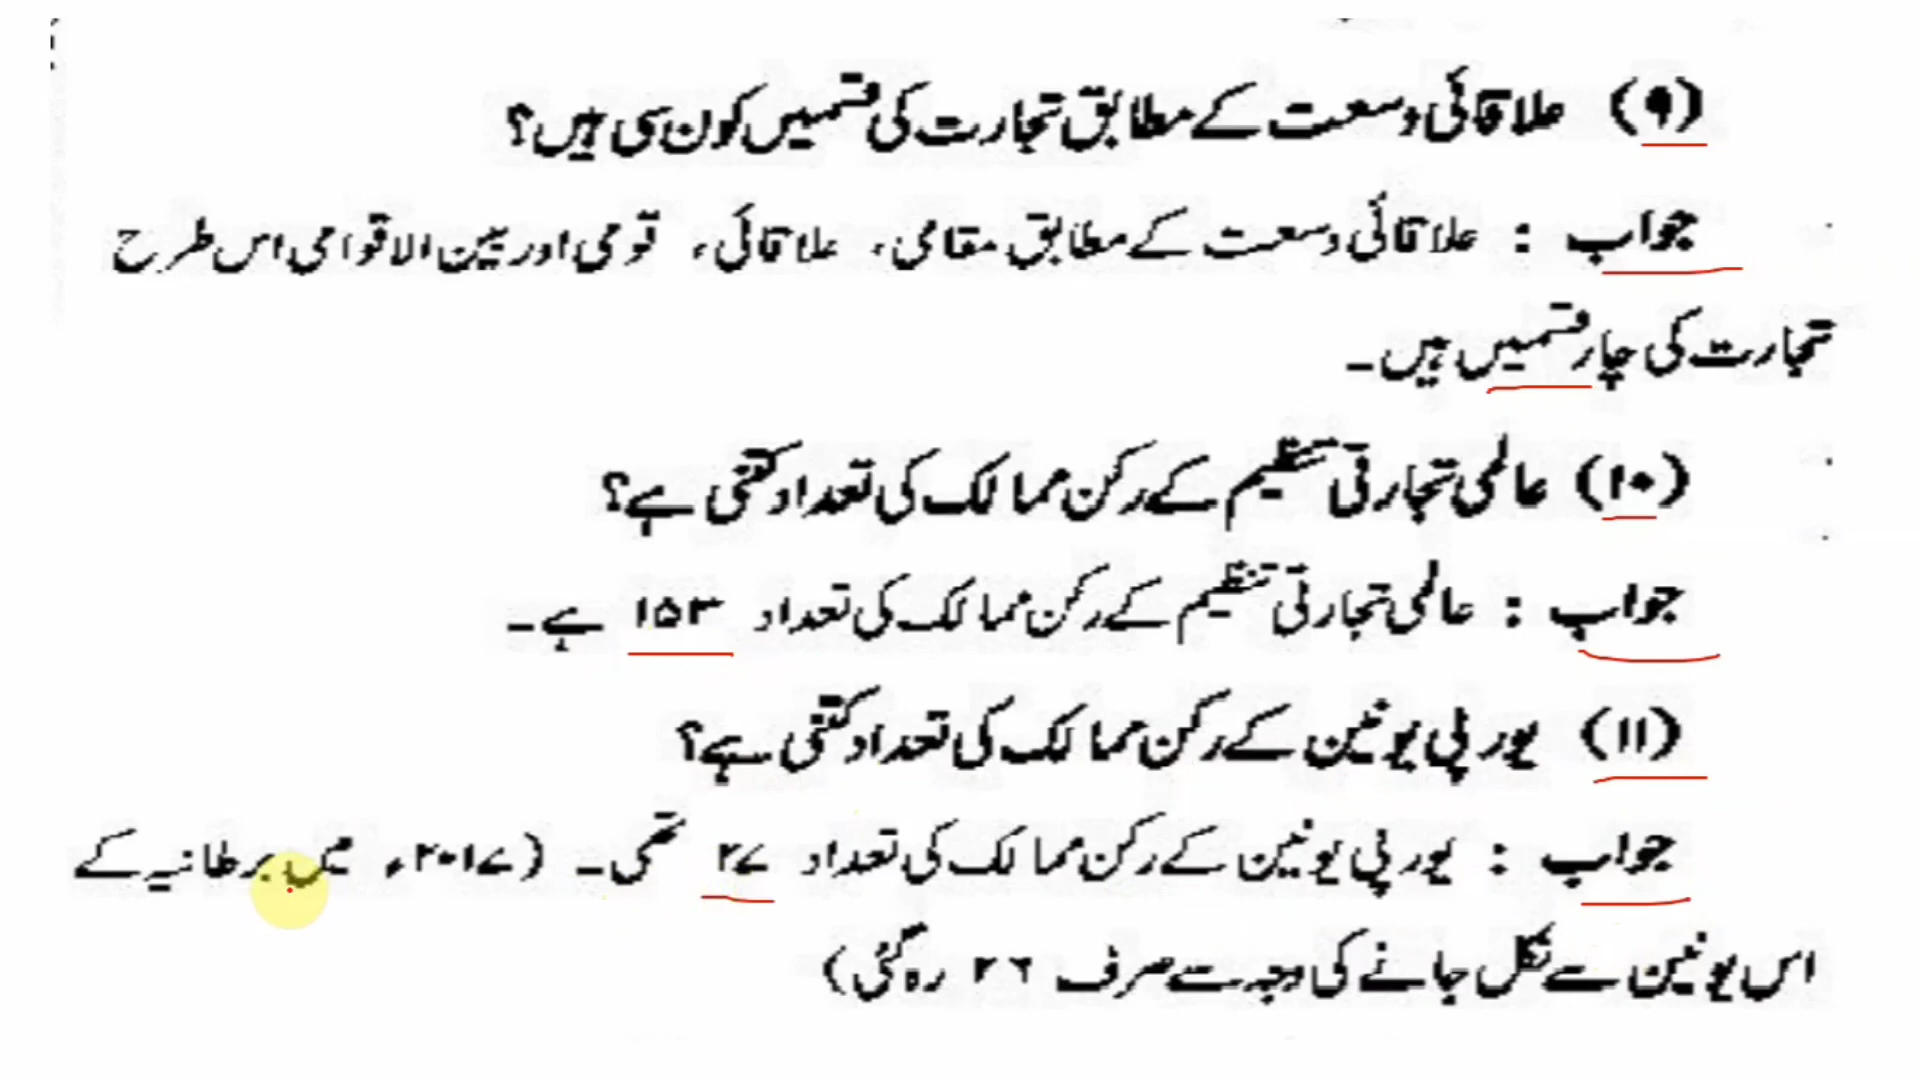 (۹) علاقائی وسعت کے مطابق تجارت کی قسمیں کون سی ہیں؟
جواب : علاقائی وسعت کے مطابق مقامی، علاقائی، قومی اور بین الاقوامی اس طرح
تجارت کی چار قسمیں ہیں۔
(۱۰) عالمی تجارتی تنظیم کے رکن ممالک کی تعداد کتنی ہے؟
جواب : عالمی تجارتی تنظیم کے رکن ممالک کی تعداد ۱۵۳ ہے۔
(۱۱) یورپی یونین کے رکن ممالک کی تعداد کتنی ہے؟
جواب : یورپی یونین کے رکن ممالک کی تعداد ۲۷ تھی۔ (۲۰۱۷ء میں برطانیہ کے
اس یونین سے نکل جانے کی وجہ سے صرف ۲۶ رہ گئی)